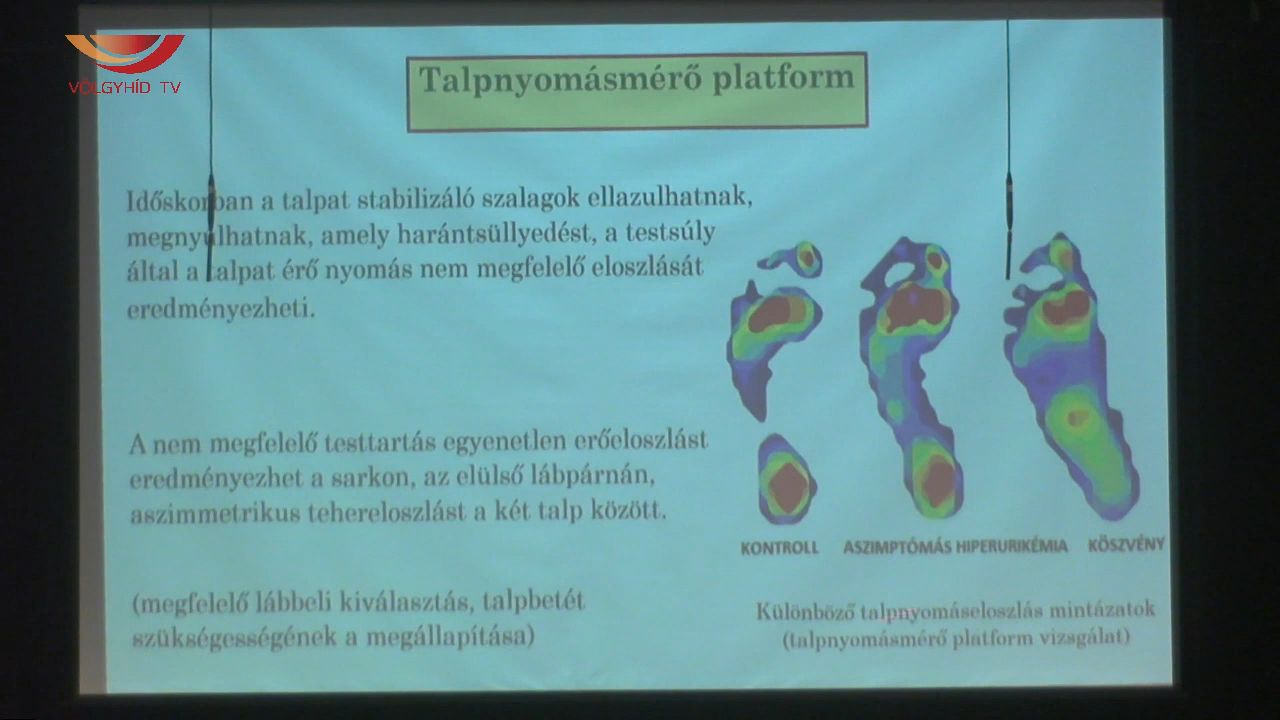 VÖLGYHÍD TV
Talpnyomásmérő platform
Időskorban a talpat stabilizáló szalagok ellazulhatnak,
megnyúlhatnak, amely harántsüllyedést, a testsúly
által a talpat érő nyomás nem megfelelő eloszlását
eredményezheti.
A nem megfelelő testtartás egyenetlen erőeloszlást
eredményezhet a sarkon, az elülső lábpárnán,
aszimmetrikus tehereloszlást a két talp között.
(megfelelő lábbeli kiválasztás, talpbetét
szükségességének a megállapítása)
KONTROLL ASZIMPTÓMÁS HIPERURIKÉMIA KÖSZVÉNY
Különböző talpnyomáseloszlás mintázatok
(talpnyomásmérő platform vizsgálat)